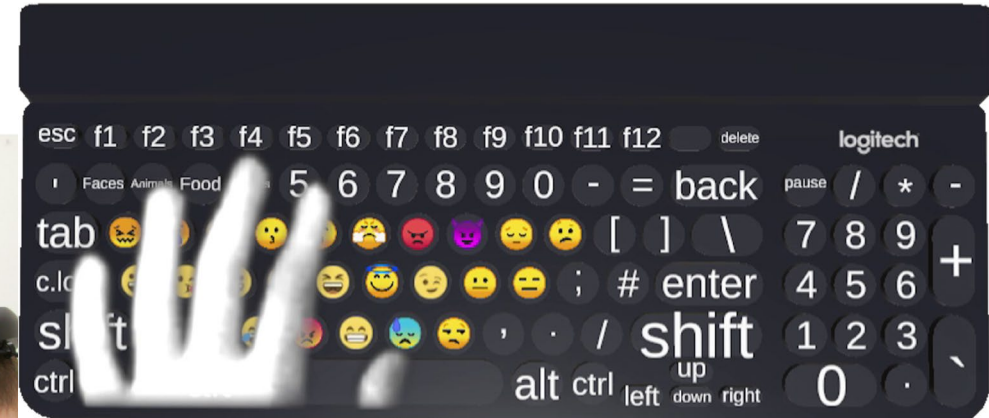 esc f1 f2 f3 f4 f5 f6 f7 f8 f9 f10 f11 f12 delete logitech
' Faces Animals Food 5 6 7 8 9 0 - = back pause / * -
tab [ ] \ 7 8 9 +
; # enter 4 5 6
shift , . / shift 1 2 3 `
ctrl alt ctrl left up down right 0 .